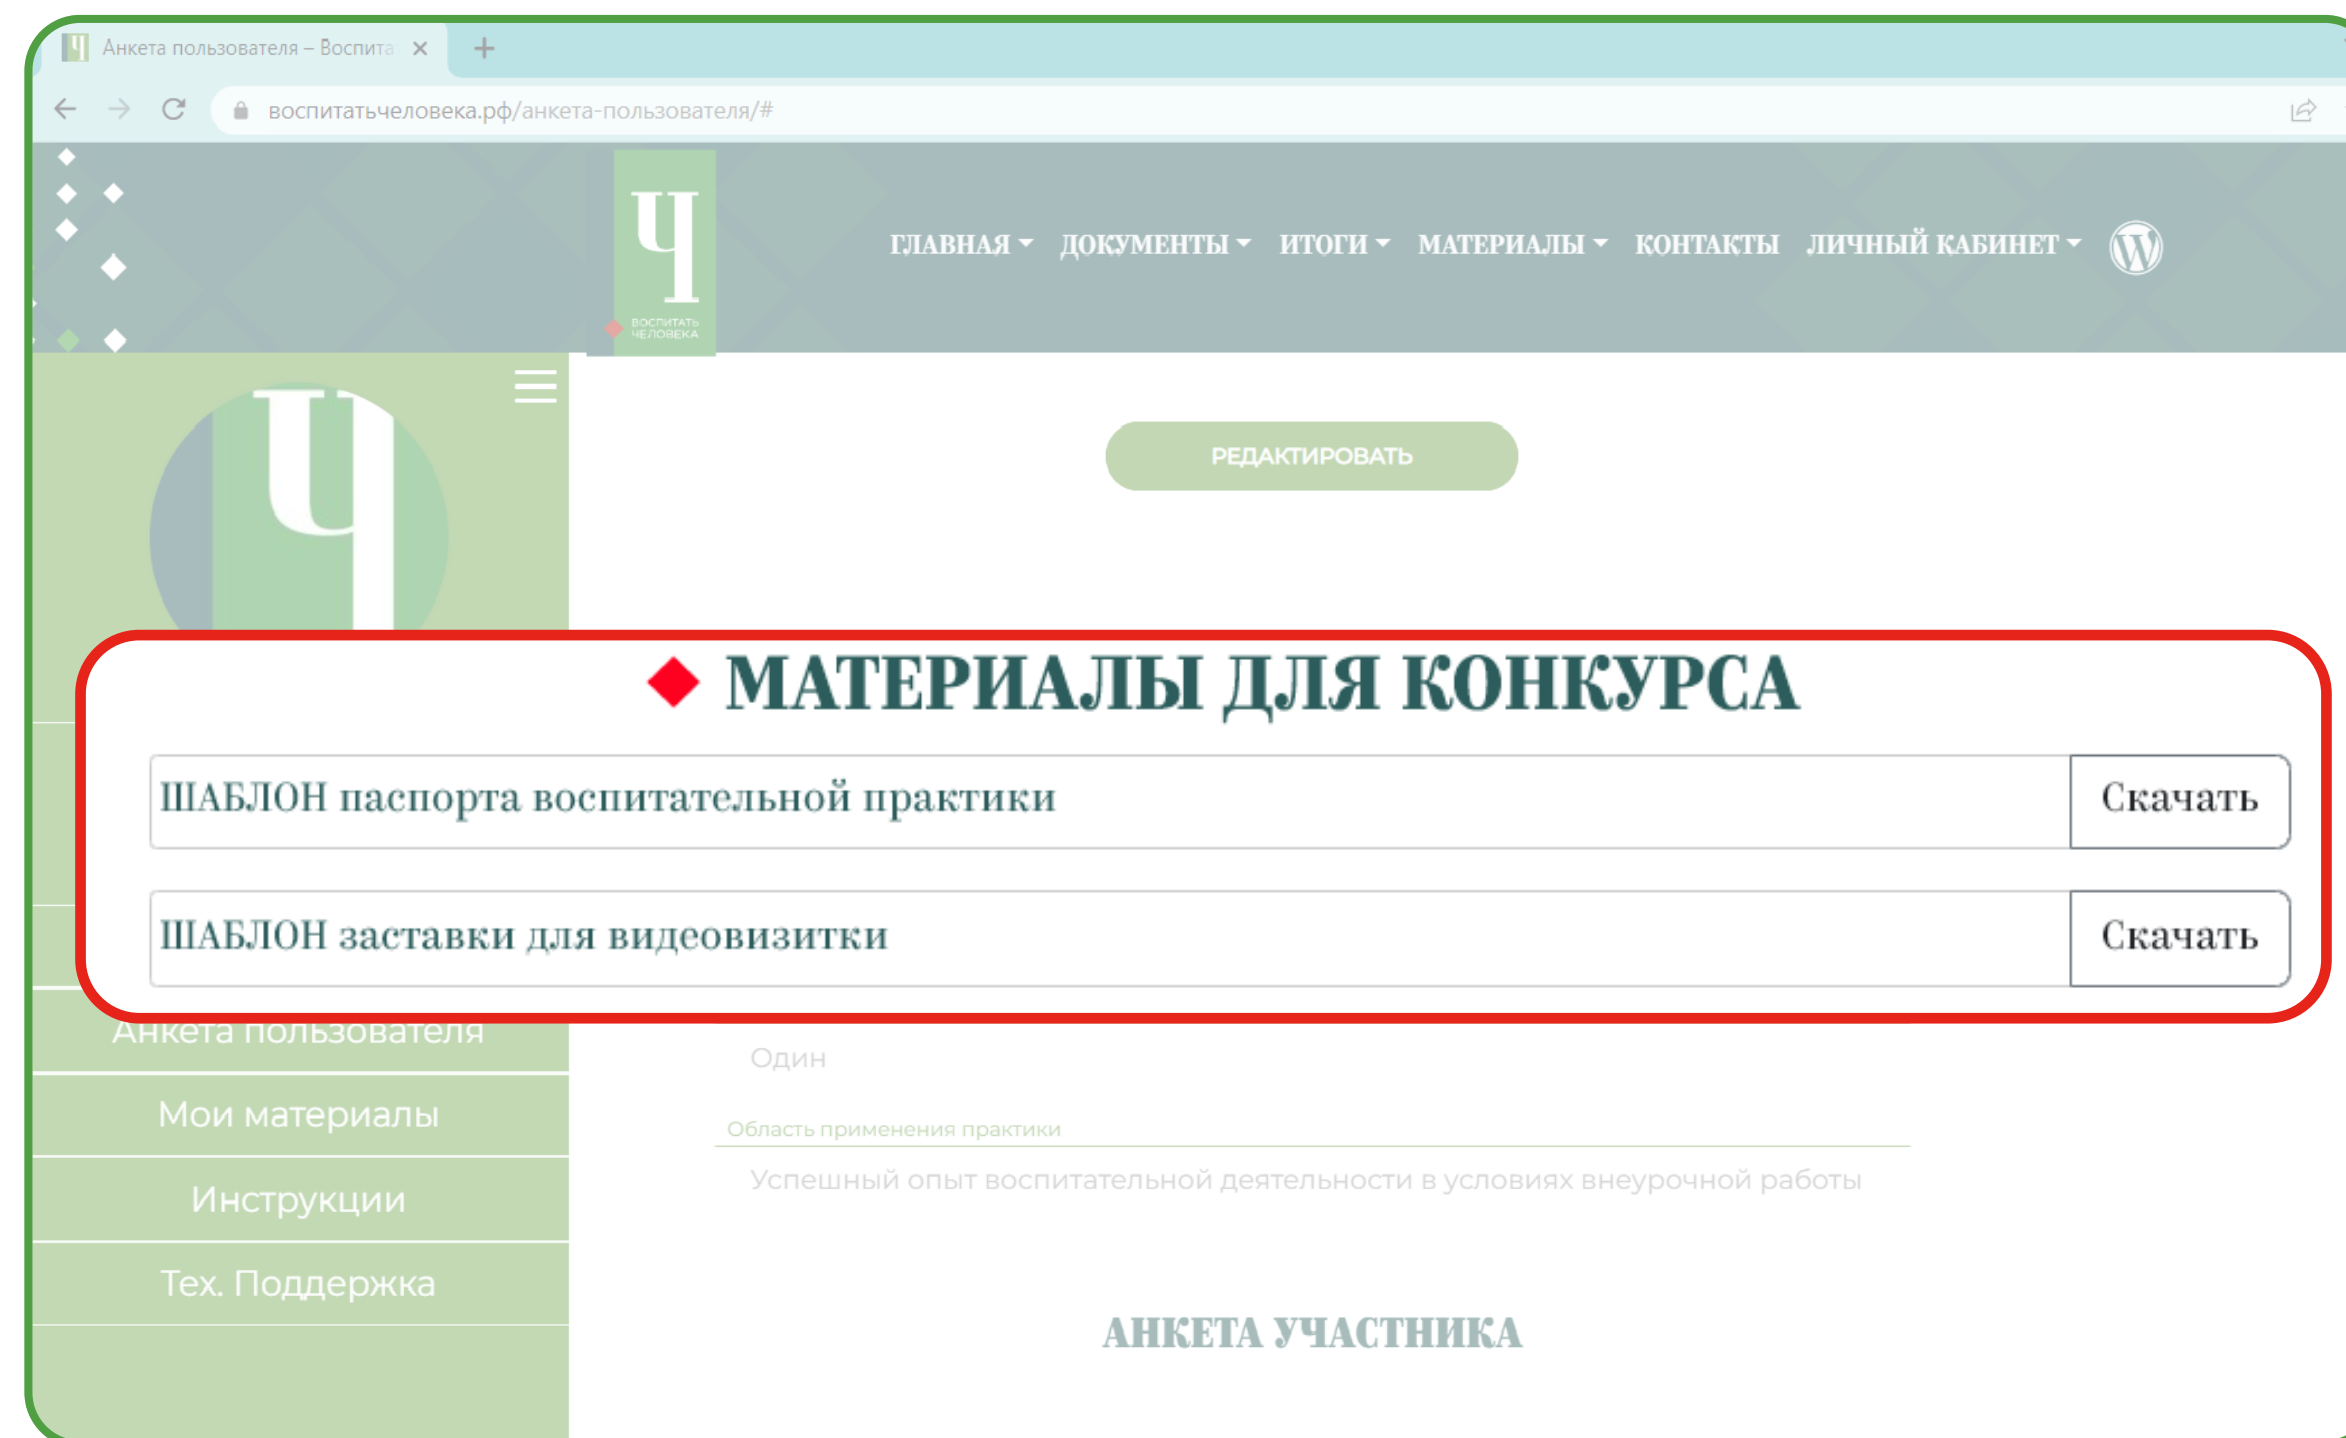 Анкета пользователя – Воспита
воспитатьчеловека.рф/анкета-пользователя/#
Ч
ВОСПИТАТЬ
ЧЕЛОВЕКА
ГЛАВНАЯ ДОКУМЕНТЫ ИТОГИ МАТЕРИАЛЫ КОНТАКТЫ ЛИЧНЫЙ КАБИНЕТ
Ч
РЕДАКТИРОВАТЬ
МАТЕРИАЛЫ ДЛЯ КОНКУРСА
ШАБЛОН паспорта воспитательной практики Скачать
ШАБЛОН заставки для видеовизитки Скачать
Анкета пользователя
Мои материалы
Инструкции
Тех. Поддержка
Один
Область применения практики
Успешный опыт воспитательной деятельности в условиях внеурочной работы
АНКЕТА УЧАСТНИКА